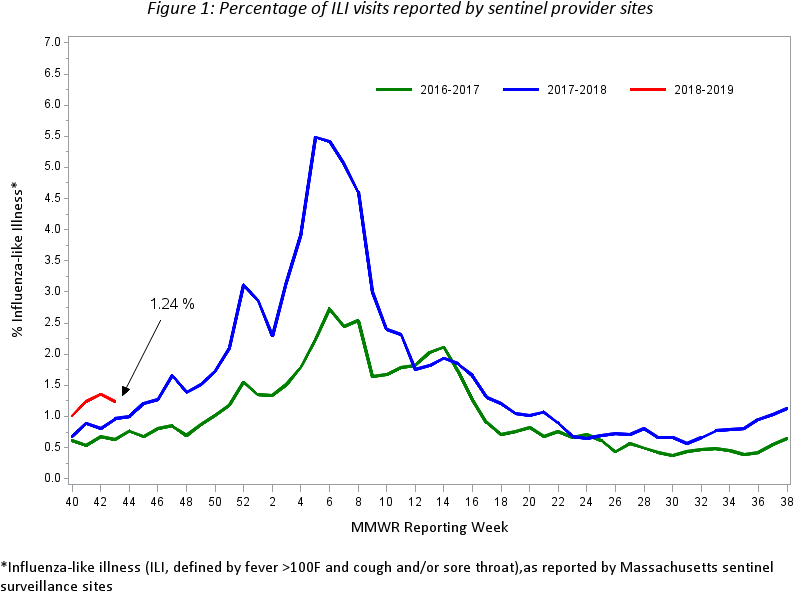 Figure 1: Percentage of ILI visits reported by sentinel provider sites
7.0
6.5
6.0
5.5
5.0
4.5
4.0
3.5
3.0
2.5
2.0
1.5
1.0
0.5
0.0
% Influenza-like Illness*
2016-2017 2017-2018 2018-2019
1.24 %
40 42 44 46 48 50 52 2 4 6 8 10 12 14 16 18 20 22 24 26 28 30 32 34 36 38
MMWR Reporting Week
*Influenza-like illness (ILI, defined by fever >100F and cough and/or sore throat),as reported by Massachusetts sentinel
surveillance sites